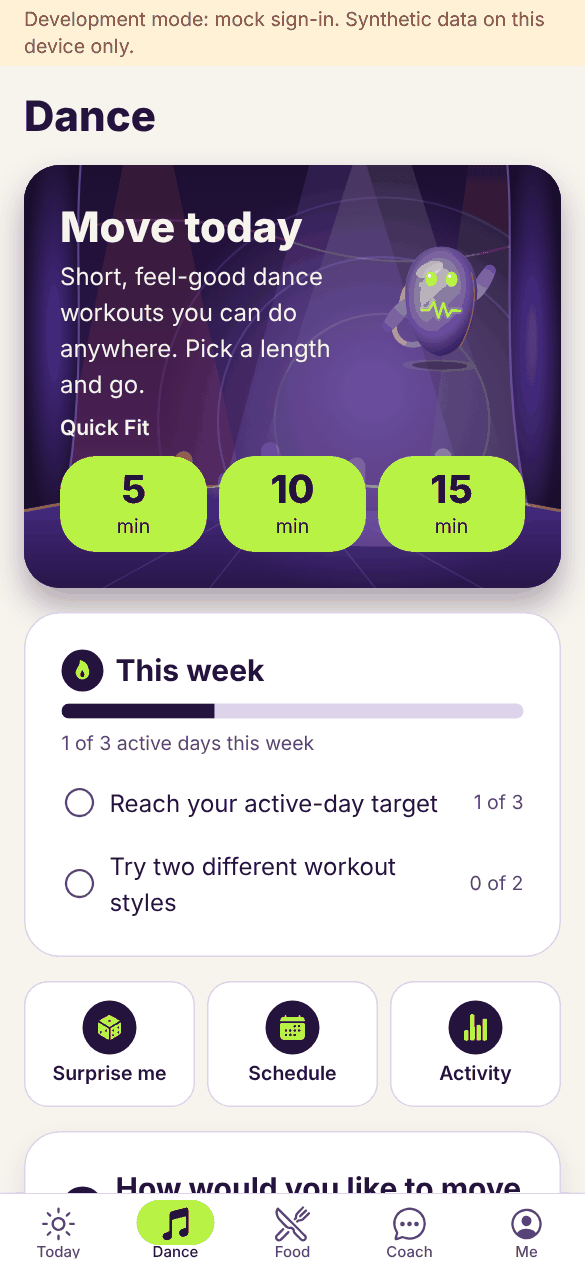 Development mode: mock sign-in. Synthetic data on this
device only.
Dance
Move today
Short, feel-good dance
workouts you can do
anywhere. Pick a length
and go.
Quick Fit
5
min
10
min
15
min
This week
1 of 3 active days this week
Reach your active-day target
1 of 3
Try two different workout
styles
0 of 2
Surprise me
Schedule
Activity
How would you like to move
Today
Dance
Food
Coach
Me